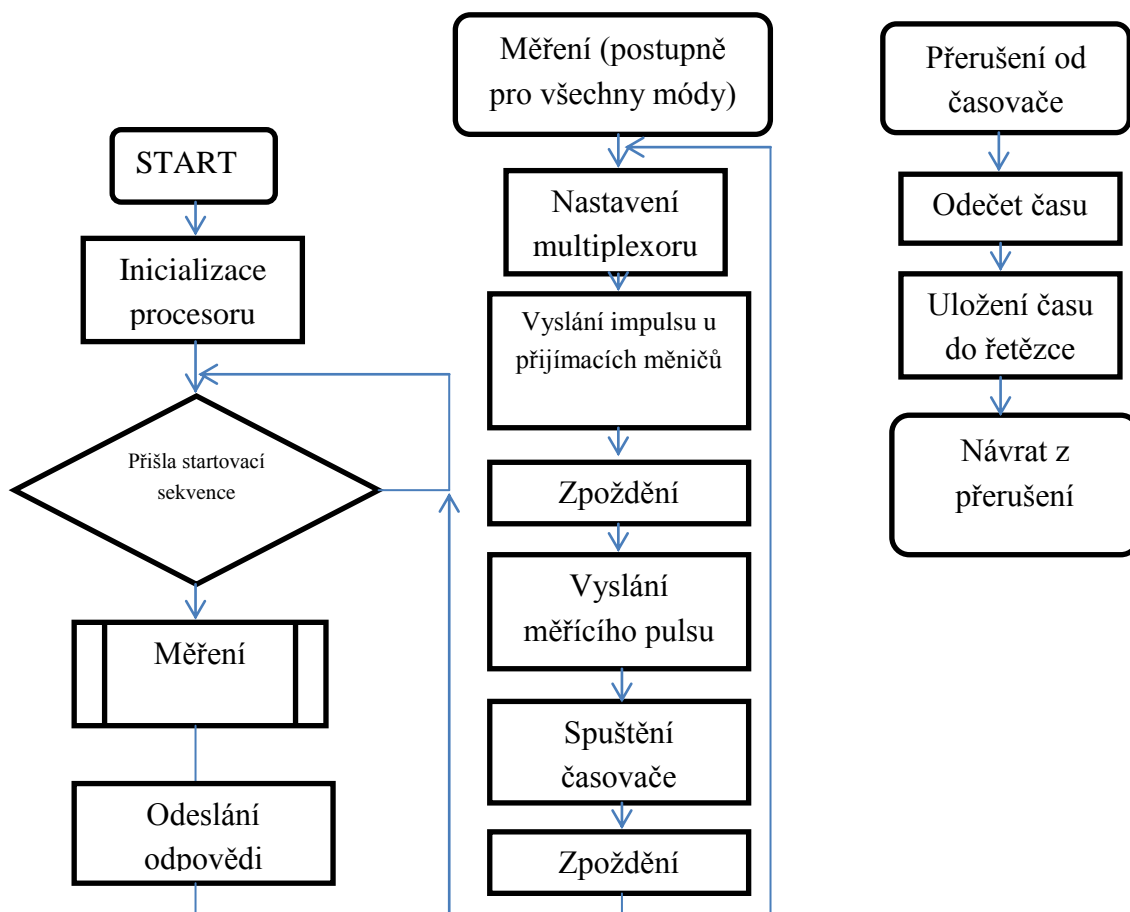 START
Inicializace
procesoru
Přišla startovací
sekvence
Měření
Odeslání
odpovědi
Měření (postupně
pro všechny módy)
Nastavení
multiplexoru
Vyslání impulsu u
přijímacích měničů
Zpoždění
Vyslání
měřícího pulsu
Spuštění
časovače
Zpoždění
Přerušení od
časovače
Odečet času
Uložení času
do řetězce
Návrat z
přerušení